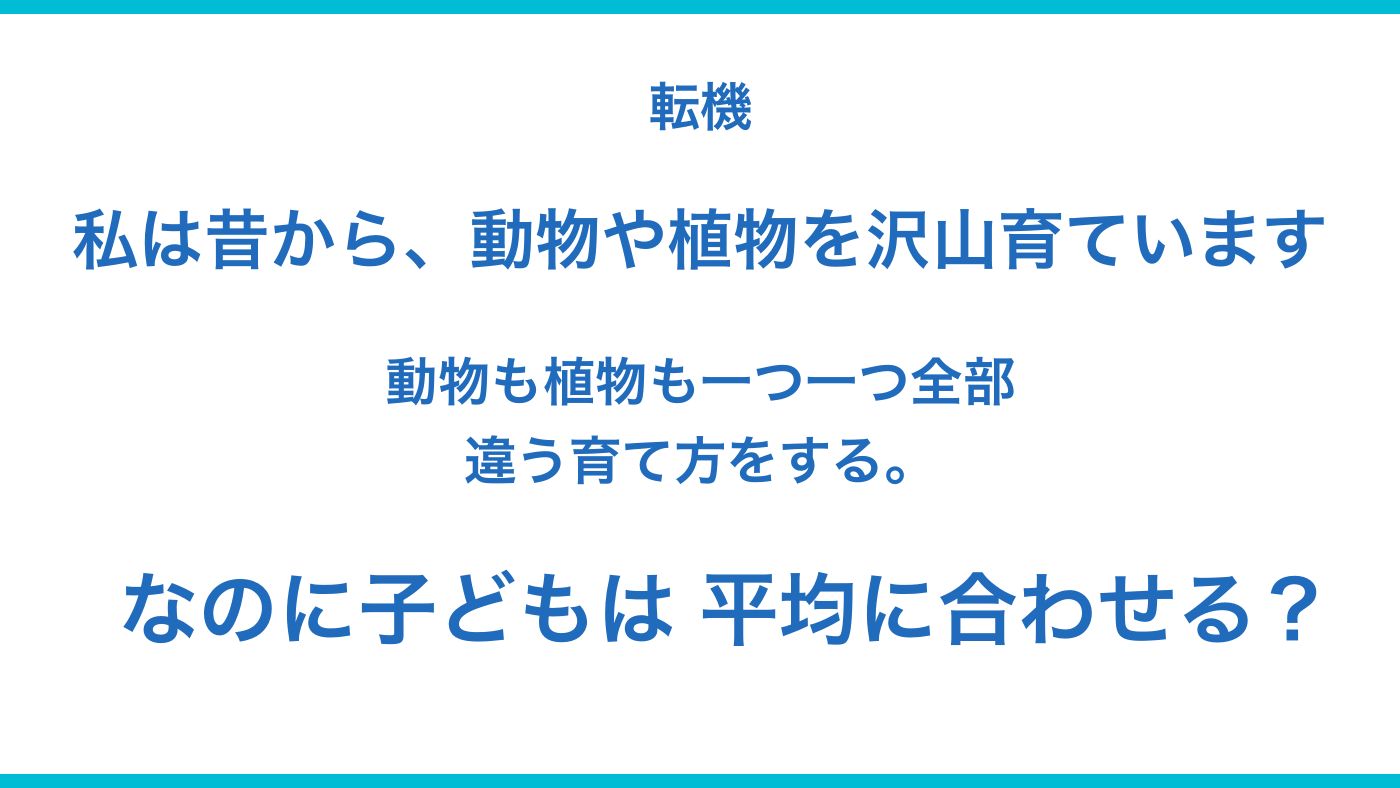 転機
私は昔から、動物や植物を沢山育ています
動物も植物も一つ一つ全部
違う育て方をする。
なのに子どもは 平均に合わせる？